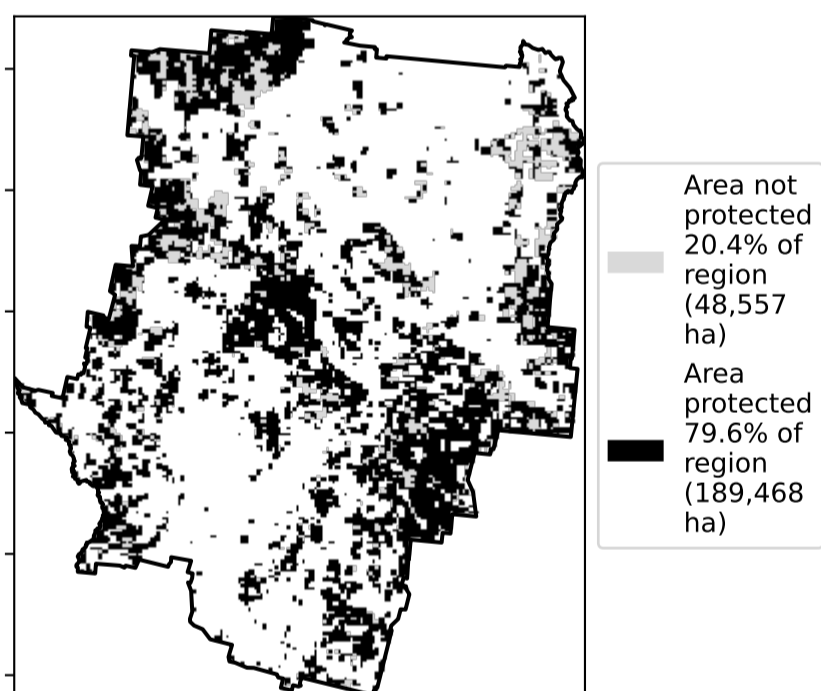 Area not
protected
20.4% of
region
(48,557
ha)
Area
protected
79.6% of
region
(189,468
ha)